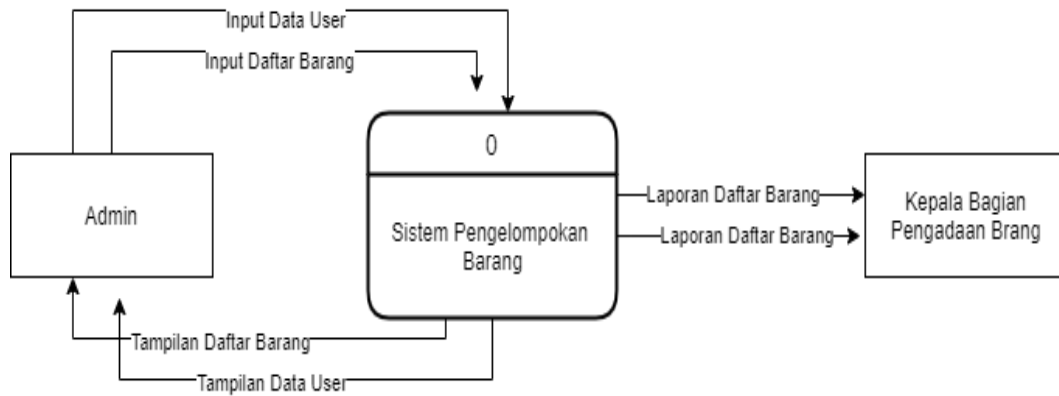 Input Data User
Input Daftar Barang
0
Admin
Sistem Pengelompokan
Barang
Laporan Daftar Barang
Laporan Daftar Barang
Kepala Bagian
Pengadaan Brang
Tampilan Daftar Barang
Tampilan Data User